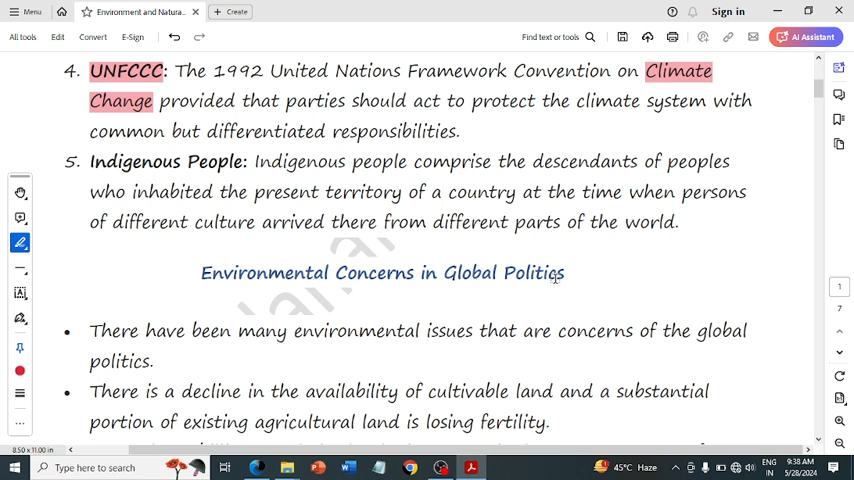 Menu
Environment and Natura...
Create
Sign in
All tools
Edit
Convert
E-Sign
Find text or tools
AI Assistant
4. UNFCCC: The 1992 United Nations Framework Convention on Climate
Change provided that parties should act to protect the climate system with
common but differentiated responsibilities.
5. Indigenous People: Indigenous people comprise the descendants of peoples
who inhabited the present territory of a country at the time when persons
of different culture arrived there from different parts of the world.
Environmental Concerns in Global Politics
• There have been many environmental issues that are concerns of the global
politics.
• There is a decline in the availability of cultivable land and a substantial
portion of existing agricultural land is losing fertility.
1
7
8.50 x 11.00 in
Type here to search
45°C Haze
ENG
IN
9:38 AM
5/28/2024